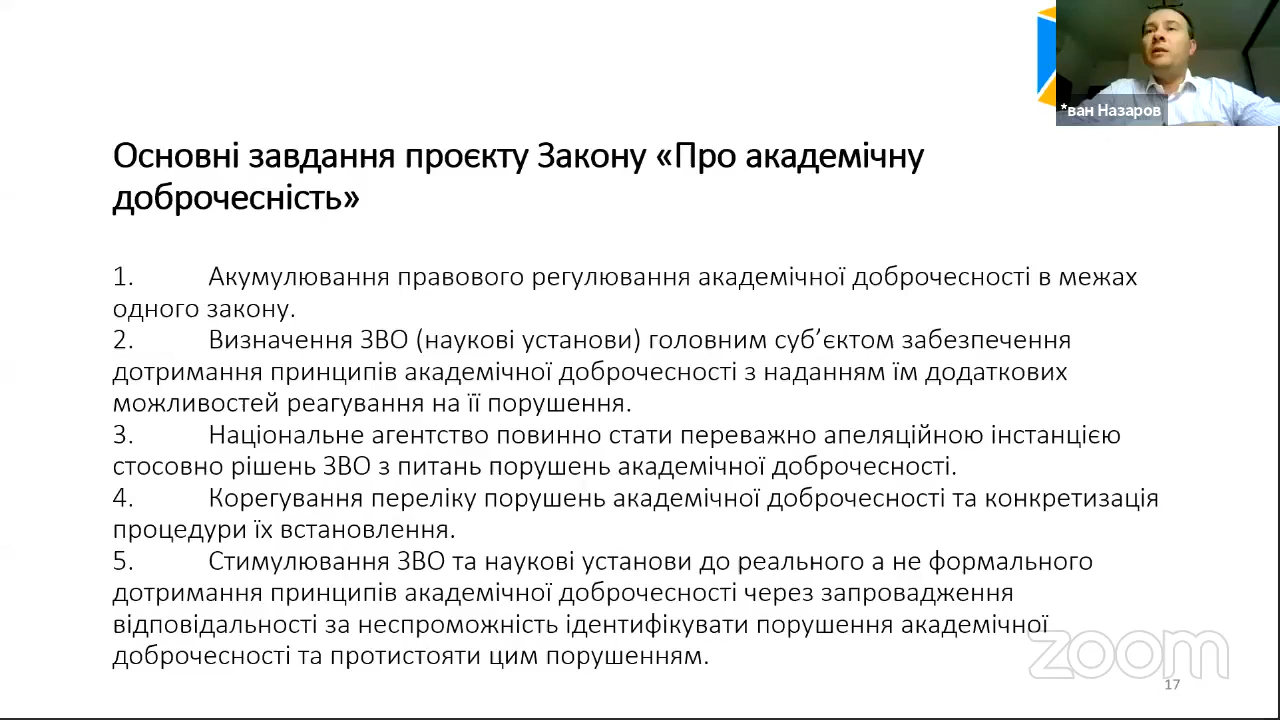 *ван Назаров
Основні завдання проєкту Закону «Про академічну
доброчесність»
1. Акумулювання правового регулювання академічної доброчесності в межах
одного закону.
2. Визначення ЗВО (наукові установи) головним суб’єктом забезпечення
дотримання принципів академічної доброчесності з наданням їм додаткових
можливостей реагування на її порушення.
3. Національне агентство повинно стати переважно апеляційною інстанцією
стосовно рішень ЗВО з питань порушень академічної доброчесності.
4. Корегування переліку порушень академічної доброчесності та конкретизація
процедури їх встановлення.
5. Стимулювання ЗВО та наукові установи до реального а не формального
дотримання принципів академічної доброчесності через запровадження
відповідальності за неспроможність ідентифікувати порушення академічної
доброчесності та протистояти цим порушенням.
zoom
17